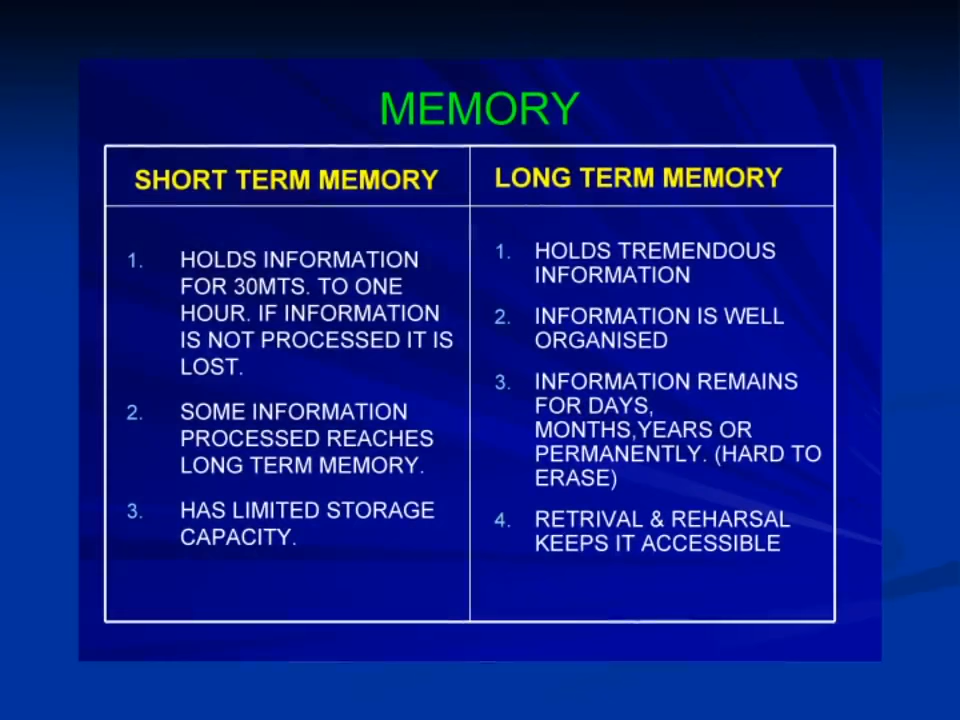 MEMORY
SHORT TERM MEMORY
1. HOLDS INFORMATION
FOR 30MTS. TO ONE
HOUR. IF INFORMATION
IS NOT PROCESSED IT IS
LOST.
2. SOME INFORMATION
PROCESSED REACHES
LONG TERM MEMORY.
3. HAS LIMITED STORAGE
CAPACITY.
LONG TERM MEMORY
1. HOLDS TREMENDOUS
INFORMATION
2. INFORMATION IS WELL
ORGANISED
3. INFORMATION REMAINS
FOR DAYS,
MONTHS,YEARS OR
PERMANENTLY. (HARD TO
ERASE)
4. RETRIVAL & REHARSAL
KEEPS IT ACCESSIBLE